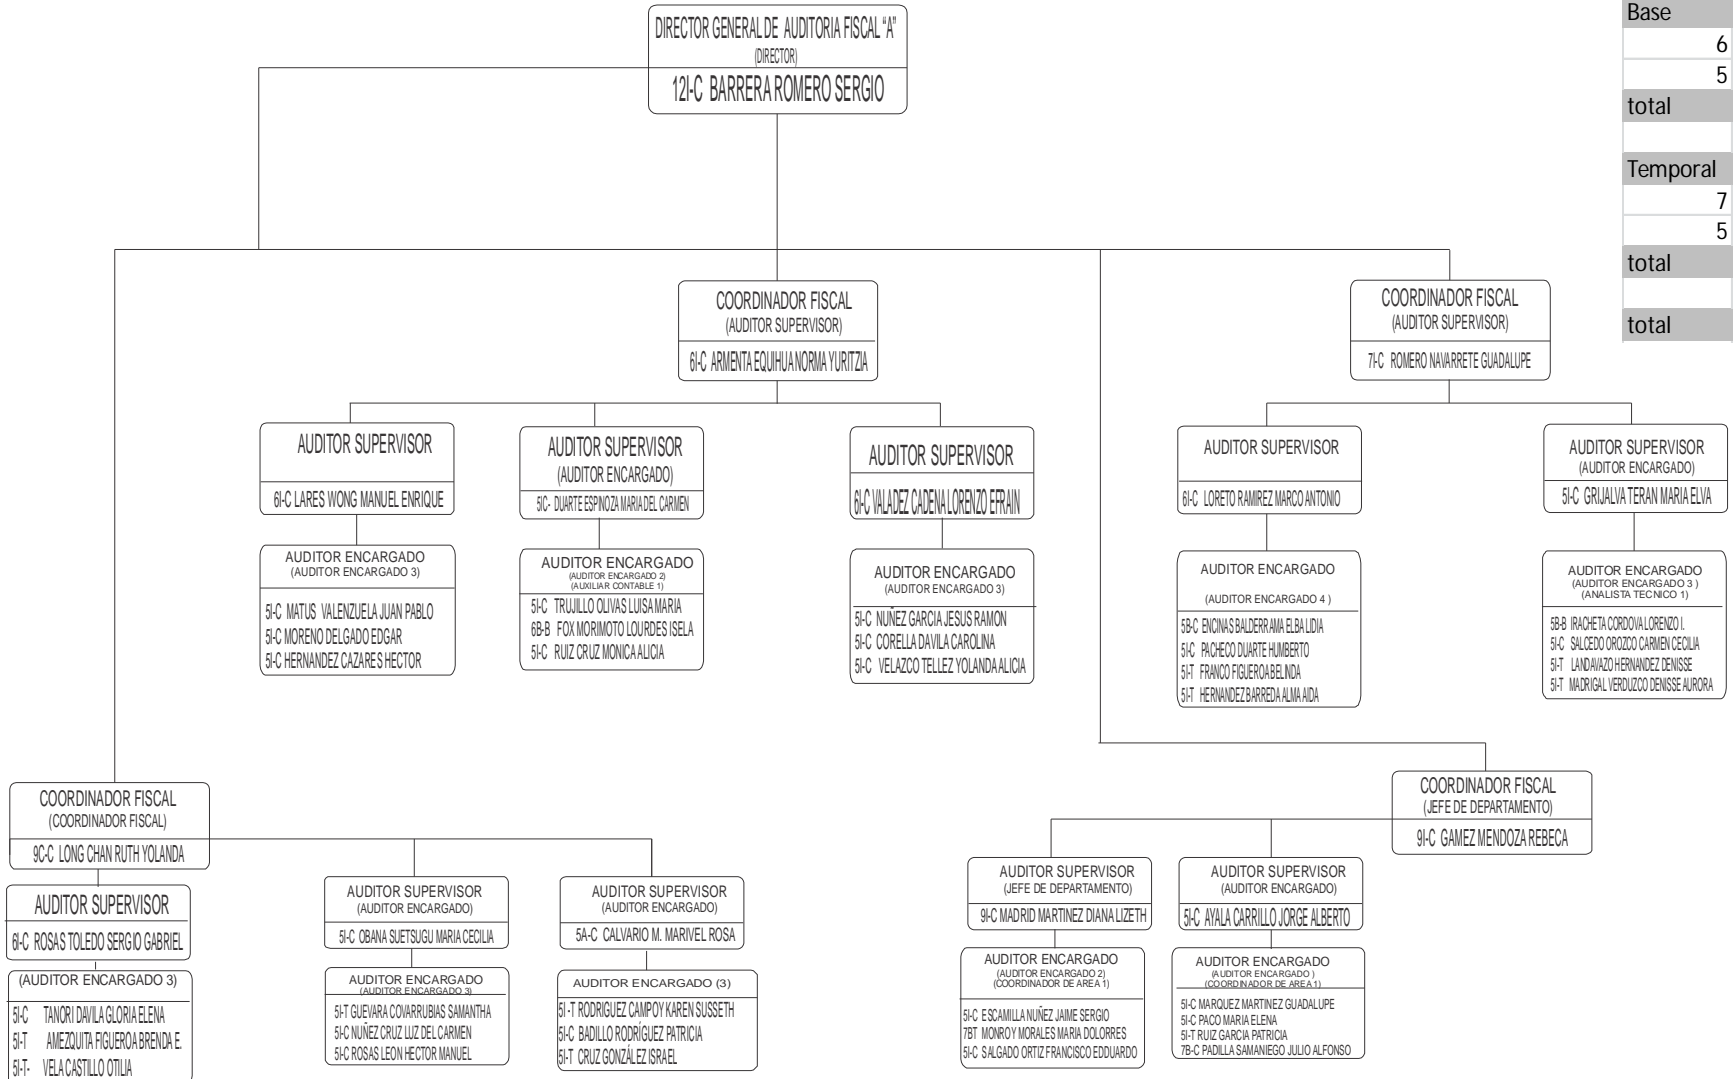 DIRECTOR GENERAL DE AUDITORIA FISCAL "A"
(DIRECTOR)
12I-C BARRERA ROMERO SERGIO
Base
6
5
total
Temporal
7
5
total
total
COORDINADOR FISCAL
(AUDITOR SUPERVISOR)
6I-C ARMENTA EQUIHUA NORMA YURITZIA
COORDINADOR FISCAL
(AUDITOR SUPERVISOR)
7I-C ROMERO NAVARRETE GUADALUPE
AUDITOR SUPERVISOR
6I-C LARES WONG MANUEL ENRIQUE
AUDITOR SUPERVISOR
(AUDITOR ENCARGADO)
5IC- DUARTE ESPINOZA MARIA DEL CARMEN
AUDITOR SUPERVISOR
6I-C VALADEZ CADENA LORENZO EFRAIN
AUDITOR SUPERVISOR
6I-C LORETO RAMIREZ MARCO ANTONIO
AUDITOR SUPERVISOR
(AUDITOR ENCARGADO)
5I-C GRIJALVA TERAN MARIA ELVA
AUDITOR ENCARGADO
(AUDITOR ENCARGADO 3)
5I-C MATUS VALENZUELA JUAN PABLO
5I-C MORENO DELGADO EDGAR
5I-C HERNANDEZ CAZARES HECTOR
AUDITOR ENCARGADO
(AUDITOR ENCARGADO 2)
(AUXILIAR CONTABLE 1)
5I-C TRUJILLO OLIVAS LUISA MARIA
6B-B FOX MORIMOTO LOURDES ISELA
5I-C RUIZ CRUZ MONICA ALICIA
AUDITOR ENCARGADO
(AUDITOR ENCARGADO 3)
5I-C NUÑEZ GARCIA JESUS RAMON
5I-C CORELLA DAVILA CAROLINA
5I-C VELAZCO TELLEZ YOLANDA ALICIA
AUDITOR ENCARGADO
(AUDITOR ENCARGADO 4 )
5B-C ENCINAS BALDERRAMA ELBA LIDIA
5I-C PACHECO DUARTE HUMBERTO
5I-T FRANCO FIGUEROA BELINDA
5I-T HERNANDEZ BARREDA ALMA AIDA
AUDITOR ENCARGADO
(AUDITOR ENCARGADO 3 )
(ANALISTA TECNICO 1)
5B-B IRACHETA CORDOVA LORENZO I.
5I-C SALCEDO OROZCO CARMEN CECILIA
5I-T LANDAVAZO HERNANDEZ DENISSE
5I-T MADRIGAL VERDUZCO DENISSE AURORA
COORDINADOR FISCAL
(COORDINADOR FISCAL)
9C-C LONG CHAN RUTH YOLANDA
COORDINADOR FISCAL
(JEFE DE DEPARTAMENTO)
9I-C GAMEZ MENDOZA REBECA
AUDITOR SUPERVISOR
6I-C ROSAS TOLEDO SERGIO GABRIEL
AUDITOR SUPERVISOR
(AUDITOR ENCARGADO)
5I-C OBANA SUETSUGU MARIA CECILIA
AUDITOR SUPERVISOR
(AUDITOR ENCARGADO)
5A-C CALVARIO M. MARIVEL ROSA
AUDITOR SUPERVISOR
(JEFE DE DEPARTAMENTO)
9I-C MADRID MARTINEZ DIANA LIZETH
AUDITOR SUPERVISOR
(AUDITOR ENCARGADO)
5I-C AYALA CARRILLO JORGE ALBERTO
(AUDITOR ENCARGADO 3)
5I-C TANORI DAVILA GLORIA ELENA
5I-T AMEZQUITA FIGUEROA BRENDA E.
5I-T- VELA CASTILLO OTILIA
AUDITOR ENCARGADO
(AUDITOR ENCARGADO 3)
5I-T GUEVARA COVARRUBIAS SAMANTHA
5I-C NUÑEZ CRUZ LUZ DEL CARMEN
5I-C ROSAS LEON HECTOR MANUEL
AUDITOR ENCARGADO (3)
5I -T RODRIGUEZ CAMPOY KAREN SUSSETH
5I-C BADILLO RODRÍGUEZ PATRICIA
5I-T CRUZ GONZÁLEZ ISRAEL
AUDITOR ENCARGADO
(AUDITOR ENCARGADO 2)
(COORDINADOR DE AREA 1)
5I-C ESCAMILLA NUÑEZ JAIME SERGIO
7BT MONROY MORALES MARIA DOLORRES
5I-C SALGADO ORTIZ FRANCISCO EDDUARDO
AUDITOR ENCARGADO
(AUDITOR ENCARGADO )
(COORDINADOR DE AREA 1)
5I-C MARQUEZ MARTINEZ GUADALUPE
5I-C PACO MARIA ELENA
5I-T RUIZ GARCIA PATRICIA
7B-C PADILLA SAMANIEGO JULIO ALFONSO